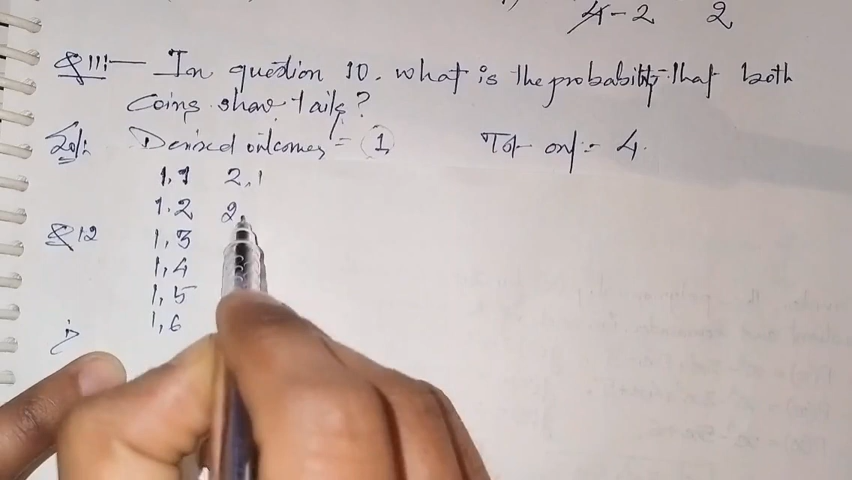 4-2 2
Q11:- In question 10. what is the probability that both
Coins show tails?
Sol: Desired outcomes = 1 Tot out = 4.
1,1 2,1
1.2 2,
Q12 1,3
1,4
1,5
1,6
i>